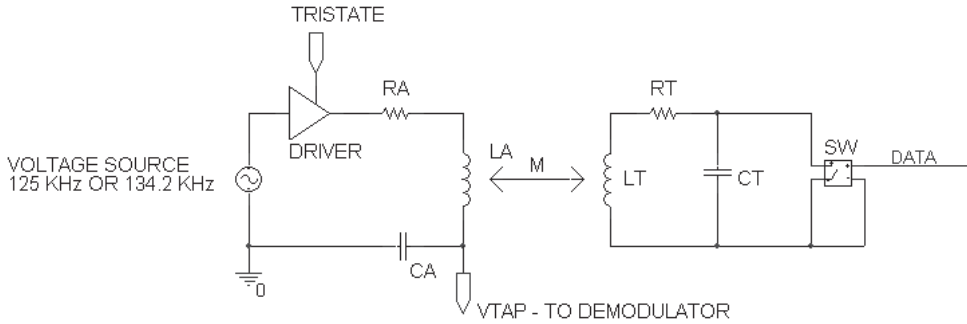 TRISTATE
RA
DRIVER
VOLTAGE SOURCE
125 KHz OR 134.2 KHz
LA
M
CA
0
VTAP - TO DEMODULATOR
RT
LT
CT
SW
DATA